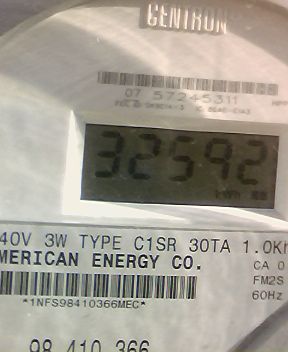 CENTRON
07 57245311
32592
kWh
40V 3W TYPE C1SR 30TA 1.0K
MERICAN ENERGY CO.
CA 0
FM2S
60Hz
*1NFS98410366MEC*
98 410 366